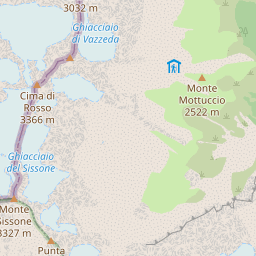 3032 m
Ghiacciaio
di Vazzeda
Cima di
Rosso
3366 m
Monte
Mottuccio
2522 m
Ghiacciaio
del Sissone
Monte
Sissone
3327 m
Punta